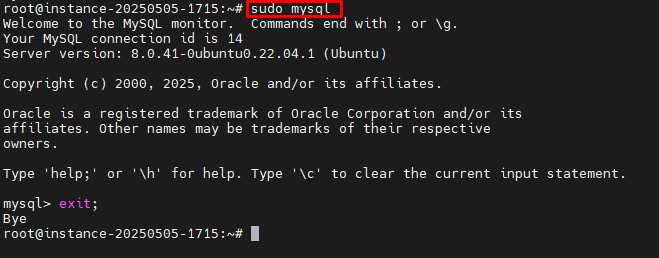 root@instance-20250505-1715:~# sudo mysql
Welcome to the MySQL monitor.  Commands end with ; or \g.
Your MySQL connection id is 14
Server version: 8.0.41-0ubuntu0.22.04.1 (Ubuntu)
Copyright (c) 2000, 2025, Oracle and/or its affiliates.
Oracle is a registered trademark of Oracle Corporation and/or its
affiliates. Other names may be trademarks of their respective
owners.
Type 'help;' or '\h' for help. Type '\c' to clear the current input statement.
mysql> exit;
Bye
root@instance-20250505-1715:~#